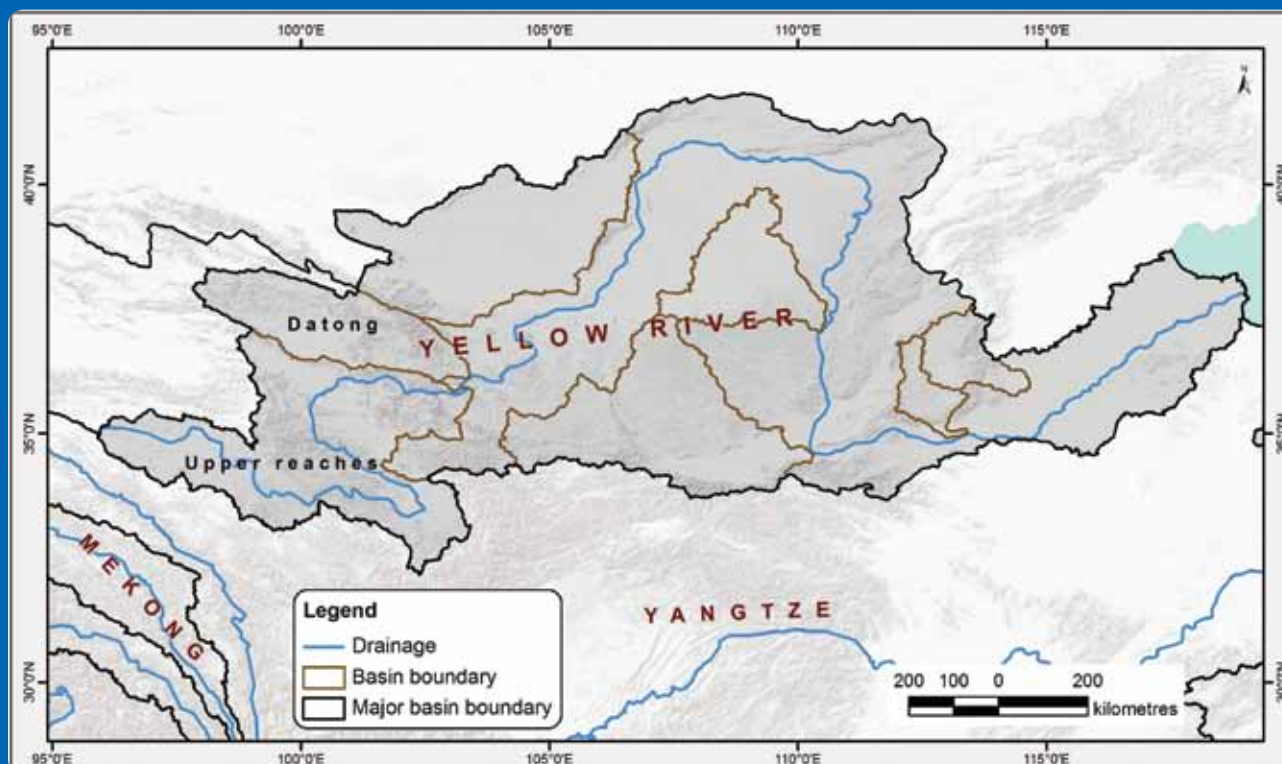 95°0'E 100°0'E 105°0'E 110°0'E 115°0'E
N
40°0'N
Datong
YELLOW RIVER
35°0'N
Upper reaches
MEKONG
YANGTZE
Legend
Drainage
Basin boundary
Major basin boundary
30°0'N
200 100 0 200
kilometres
95°0'E 100°0'E 105°0'E 110°0'E 115°0'E